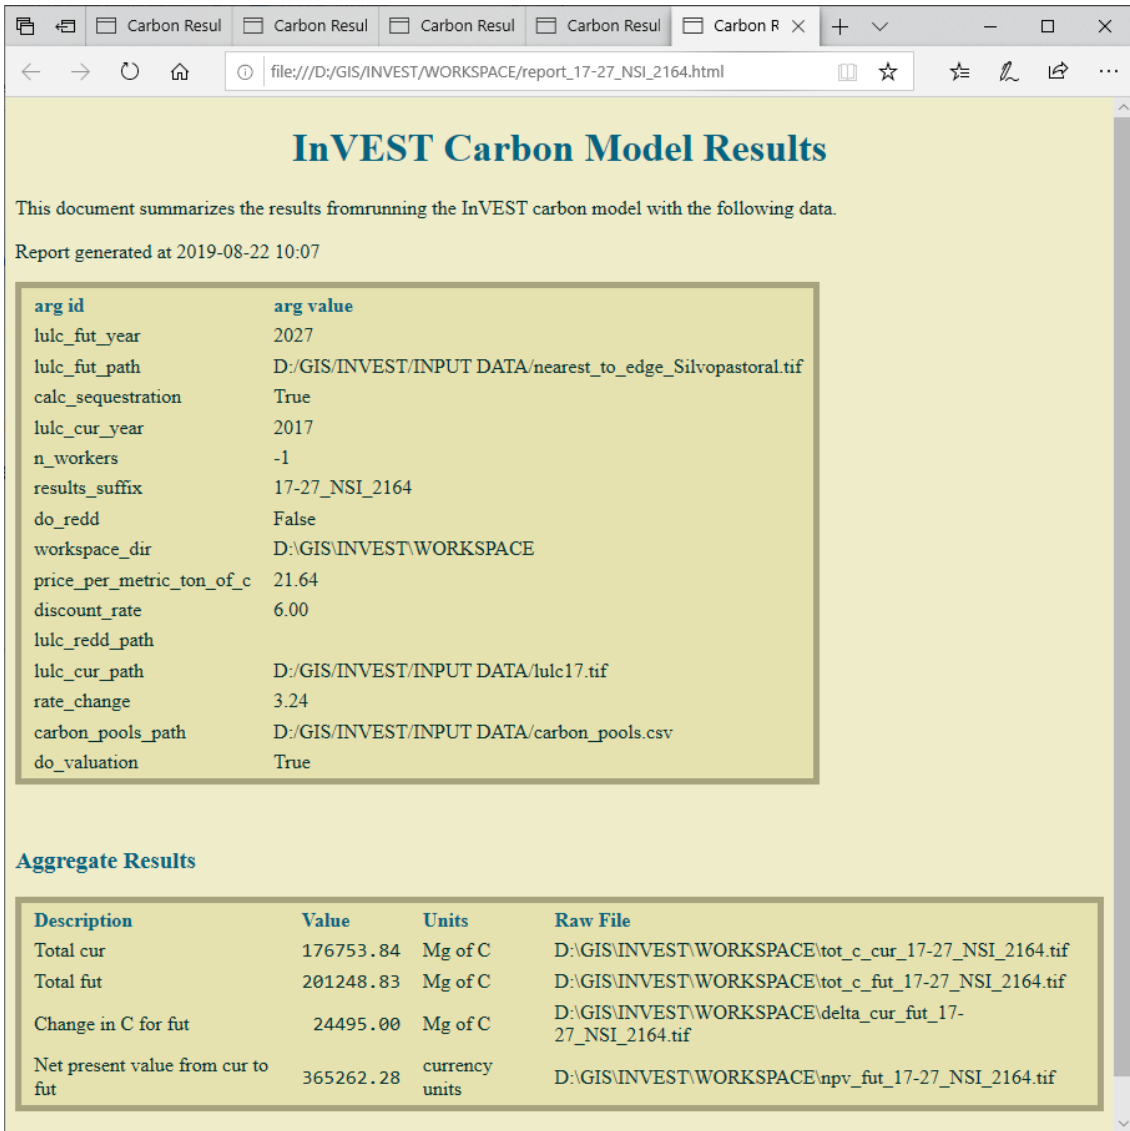 Carbon Resul Carbon Resul Carbon Resul Carbon Resul Carbon R
file:///D:/GIS/INVEST/WORKSPACE/report_17-27_NSI_2164.html
InVEST Carbon Model Results
This document summarizes the results fromrunning the InVEST carbon model with the following data.
Report generated at 2019-08-22 10:07
arg id arg value
lulc_fut_year 2027
lulc_fut_path D:/GIS/INVEST/INPUT DATA/nearest_to_edge_Silvopastoral.tif
calc_sequestration True
lulc_cur_year 2017
n_workers -1
results_suffix 17-27_NSI_2164
do_redd False
workspace_dir D:\GIS\INVEST\WORKSPACE
price_per_metric_ton_of_c 21.64
discount_rate 6.00
lulc_redd_path
lulc_cur_path D:/GIS/INVEST/INPUT DATA/lulc17.tif
rate_change 3.24
carbon_pools_path D:/GIS/INVEST/INPUT DATA/carbon_pools.csv
do_valuation True
Aggregate Results
Description Value Units Raw File
Total cur 176753.84 Mg of C D:\GIS\INVEST\WORKSPACE\tot_c_cur_17-27_NSI_2164.tif
Total fut 201248.83 Mg of C D:\GIS\INVEST\WORKSPACE\tot_c_fut_17-27_NSI_2164.tif
Change in C for fut 24495.00 Mg of C D:\GIS\INVEST\WORKSPACE\delta_cur_fut_17-
27_NSI_2164.tif
Net present value from cur to
fut 365262.28 currency
units D:\GIS\INVEST\WORKSPACE\npv_fut_17-27_NSI_2164.tif